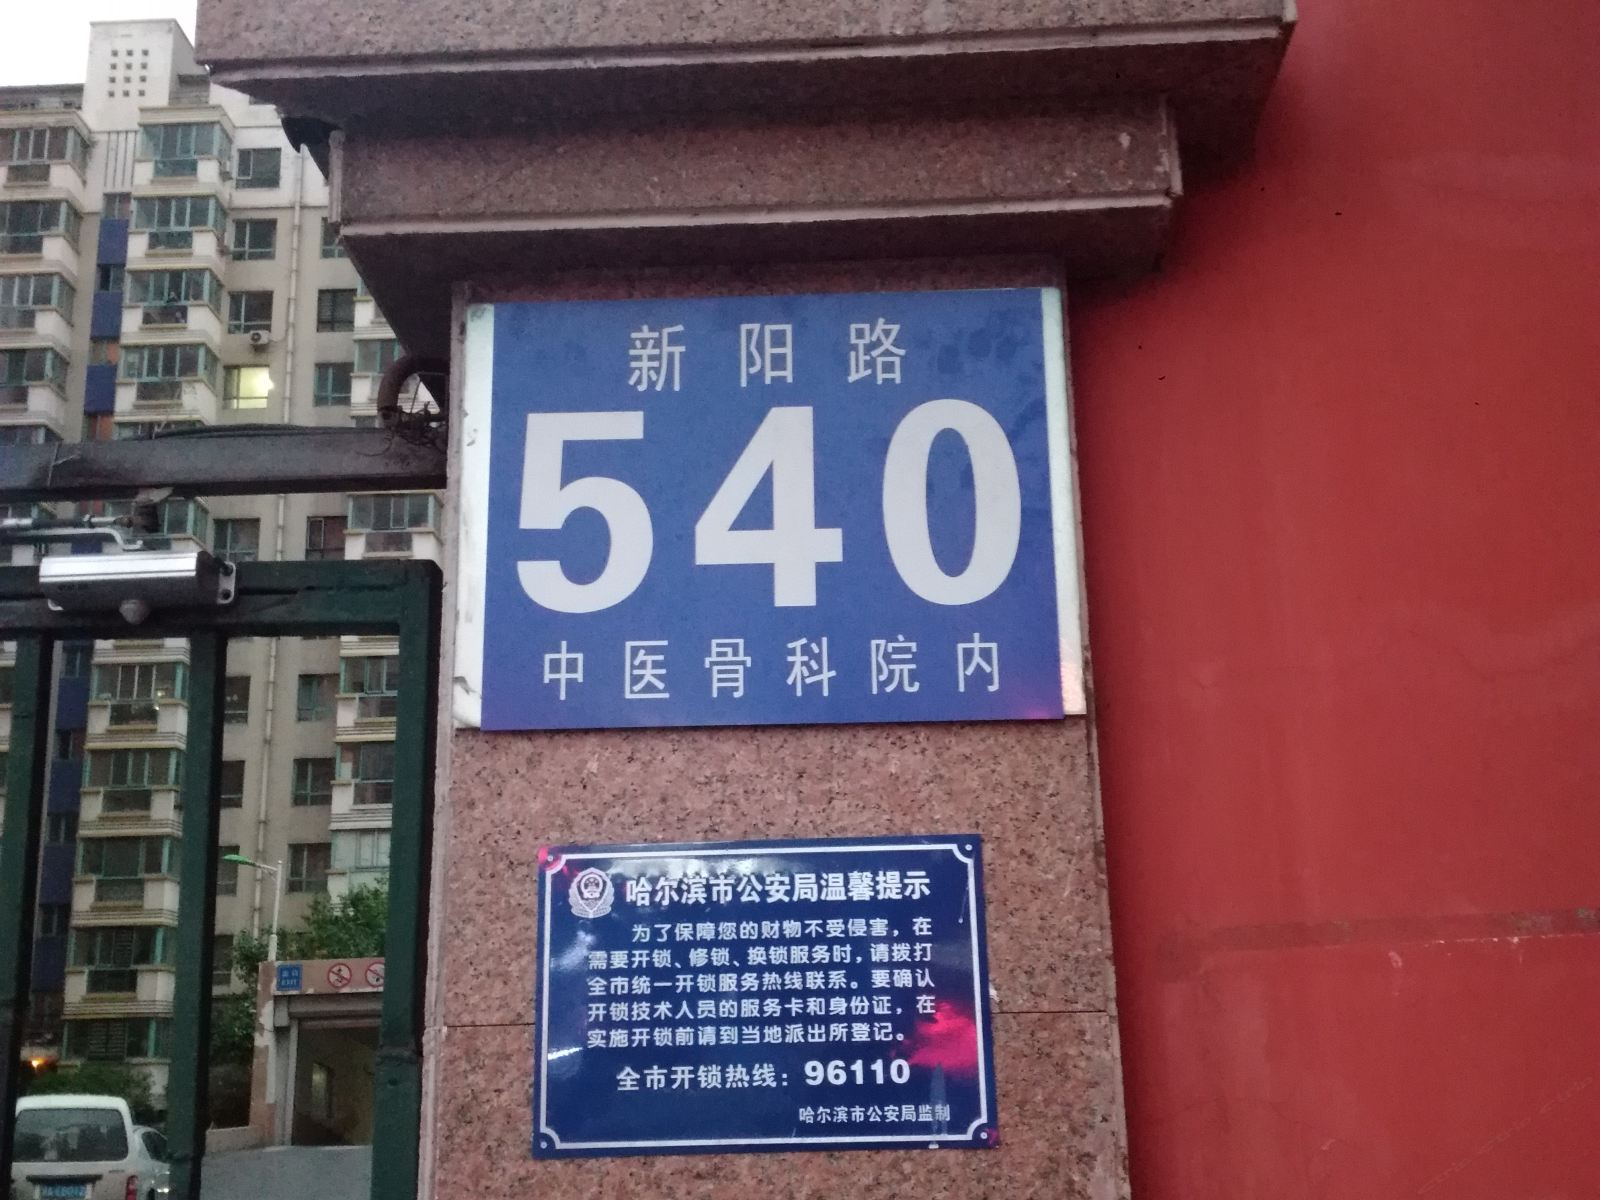 新阳路
540
中医骨科院内
哈尔滨市公安局温馨提示
为了保障您的财物不受侵害，在
需要开锁、修锁、换锁服务时，请拨打
全市统一开锁服务热线联系。要确认
开锁技术人员的服务卡和身份证，在
实施开锁前请到当地派出所登记。
全市开锁热线：96110
哈尔滨市公安局监制